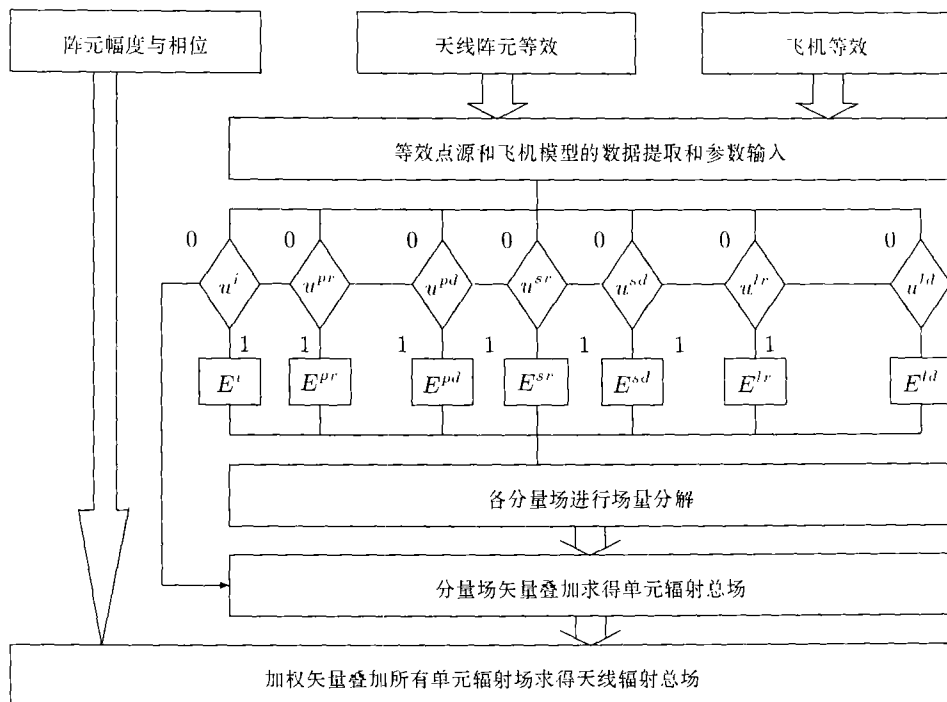 阵元幅度与相位 天线阵元等效 飞机等效
等效点源和飞机模型的数据提取和参数输入
0 0 0 0 0 0 0
u^i u^{pr} u^{pd} u^{sr} u^{sd} u^{lr} u^{ld}
1 1 1 1 1 1 1
E^i E^{pr} E^{pd} E^{sr} E^{sd} E^{lr} E^{ld}
各分量场进行场量分解
分量场矢量叠加求得单元辐射总场
加权矢量叠加所有单元辐射场求得天线辐射总场